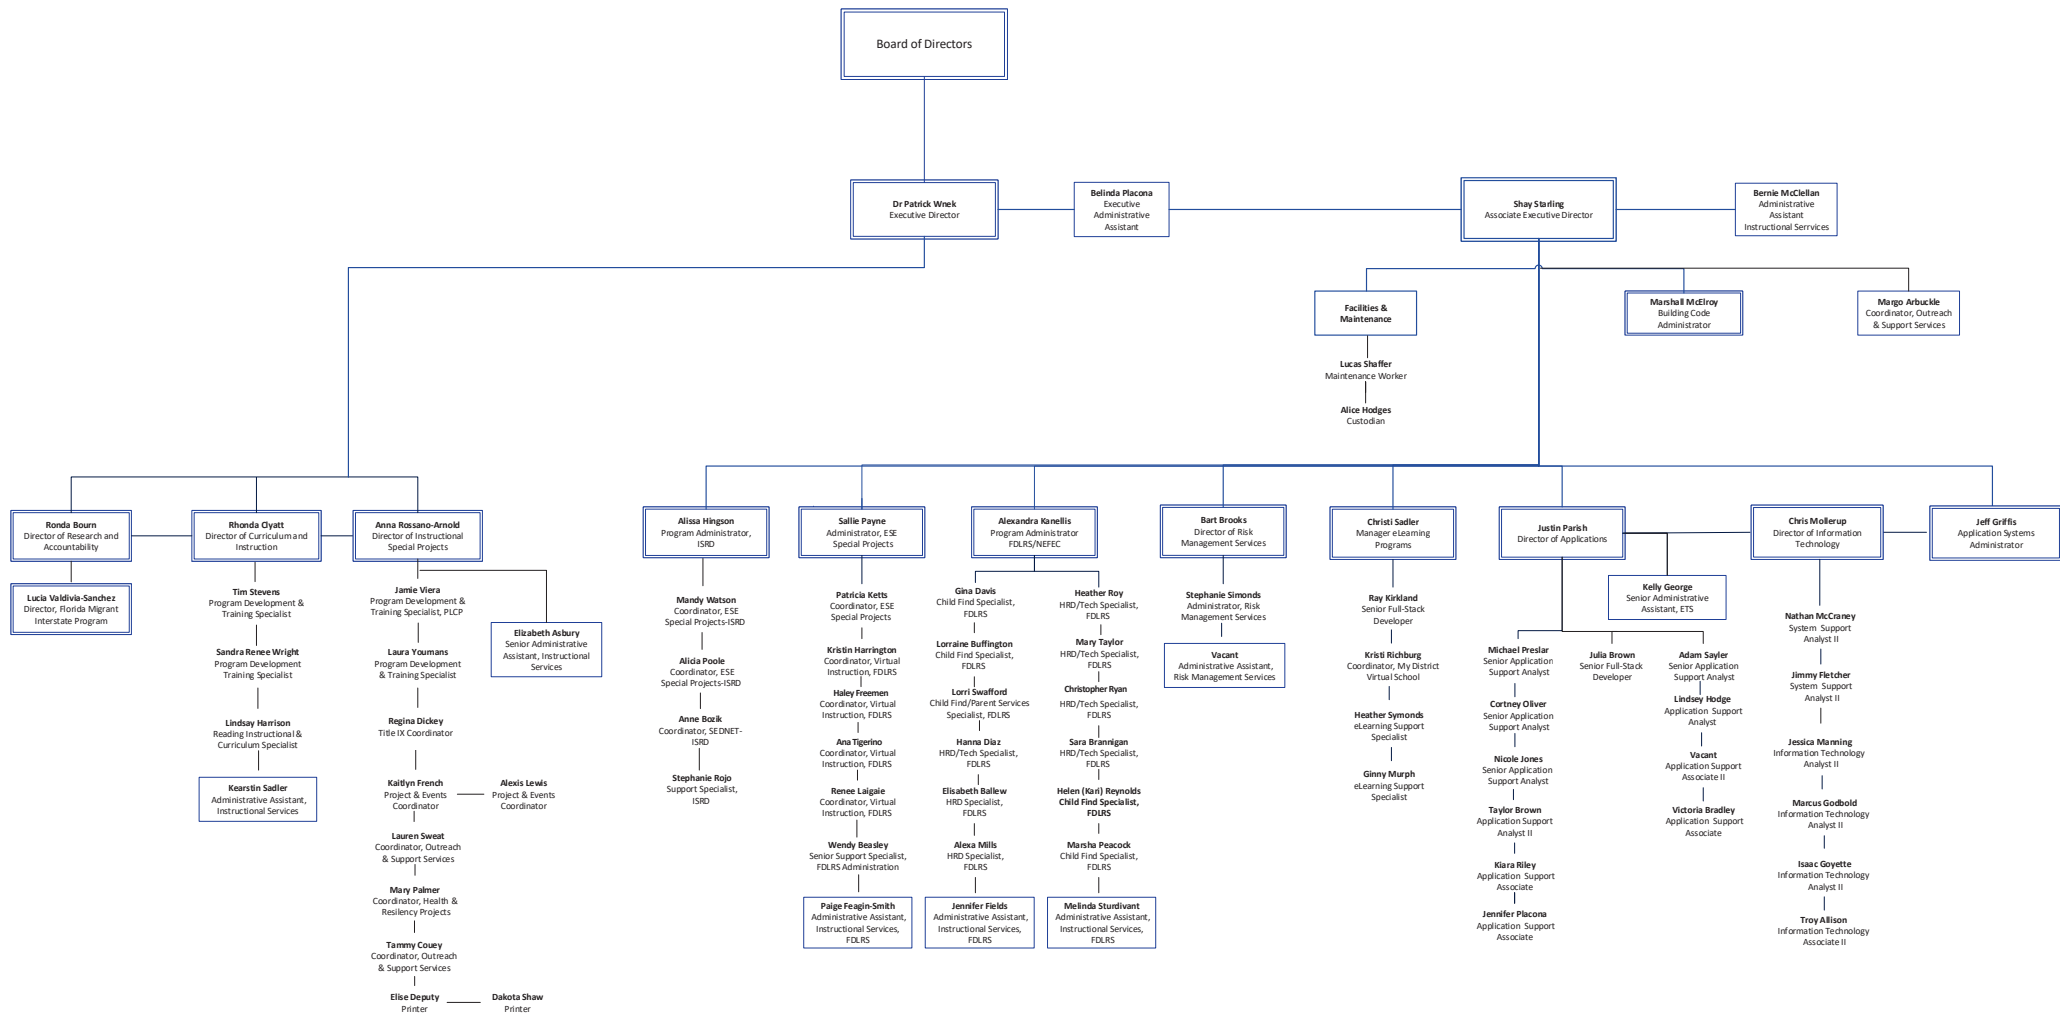 Board of Directors
Dr Patrick Wnek
Executive Director
Belinda Placona
Executive
Administrative
Assistant
Shay Starling
Associate Executive Director
Bernie McClellan
Administrative
Assistant
Instructional Serrvices
Facilities &
Maintenance
Lucas Shaffer
Maintenance Worker
Alice Hodges
Custodian
Marshall McElroy
Building Code
Administrator
Margo Arbuckle
Coordinator, Outreach
& Support Services
Ronda Bourn
Director of Research and
Accountability
Lucia Valdivia-Sanchez
Director, Florida Migrant
Interstate Program
Rhonda Clyatt
Director of Curriculum and
Instruction
Tim Stevens
Program Development &
Training Specialist
Sandra Renee Wright
Program Development
Training Specialist
Lindsay Harrison
Reading Instructional &
Curriculum Specialist
Kearstin Sadler
Administrative Assistant,
Instructional Services
Anna Rossano-Arnold
Director of Instructional
Special Projects
Jamie Viera
Program Development &
Training Specialist, PLCP
Laura Youmans
Program Development
& Training Specialist
Regina Dickey
Title IX Coordinator
Kaitlyn French
Project & Events
Coordinator
Alexis Lewis
Project & Events
Coordinator
Lauren Sweat
Coordinator, Outreach
& Support Services
Mary Palmer
Coordinator, Health &
Resilency Projects
Tammy Couey
Coordinator, Outreach
& Support Services
Elise Deputy
Printer
Dakota Shaw
Printer
Elizabeth Asbury
Senior Administrative
Assistant, Instructional
Services
Alissa Hingson
Program Administrator,
ISRD
Mandy Watson
Coordinator, ESE
Special Projects-ISRD
Alicia Poole
Coordinator, ESE
Special Projects-ISRD
Anne Bozik
Coordinator, SEDNET-
ISRD
Stephanie Rojo
Support Specialist,
ISRD
Sallie Payne
Administrator, ESE
Special Projects
Patricia Ketts
Coordinator, ESE
Special Projects
Kristin Harrington
Coordinator, Virtual
Instruction, FDLRS
Haley Freemen
Coordinator, Virtual
Instruction, FDLRS
Ana Tigerino
Coordinator, Virtual
Instruction, FDLRS
Renee Laigaie
Coordinator, Virtual
Instruction, FDLRS
Wendy Beasley
Senior Support Specialist,
FDLRS Administration
Paige Feagin-Smith
Administrative Assistant,
Instructional Services,
FDLRS
Alexandra Kanellis
Program Administrator
FDLRS/NEFEC
Gina Davis
Child Find Specialist,
FDLRS
Lorraine Buffington
Child Find Specialist,
FDLRS
Lorri Swafford
Child Find/Parent Services
Specialist, FDLRS
Hanna Diaz
HRD/Tech Specialist,
FDLRS
Elisabeth Ballew
HRD Specialist,
FDLRS
Alexa Mills
HRD Specialist,
FDLRS
Jennifer Fields
Administrative Assistant,
Instructional Services,
FDLRS
Heather Roy
HRD/Tech Specialist,
FDLRS
Mary Taylor
HRD/Tech Specialist,
FDLRS
Christopher Ryan
HRD/Tech Specialist,
FDLRS
Sara Brannigan
HRD/Tech Specialist,
FDLRS
Helen (Kari) Reynolds
Child Find Specialist,
FDLRS
Marsha Peacock
Child Find Specialist,
FDLRS
Melinda Sturdivant
Administrative Assistant,
Instructional Services,
FDLRS
Bart Brooks
Director of Risk
Management Services
Stephanie Simonds
Administrator, Risk
Management Services
Vacant
Administrative Assistant,
Risk Management Services
Christi Sadler
Manager eLearning
Programs
Ray Kirkland
Senior Full-Stack
Developer
Kristi Richburg
Coordinator, My District
Virtual School
Heather Symonds
eLearning Support
Specialist
Ginny Murph
eLearning Support
Specialist
Justin Parish
Director of Applications
Kelly George
Senior Administrative
Assistant, ETS
Michael Preslar
Senior Application
Support Analyst
Cortney Oliver
Senior Application
Support Analyst
Nicole Jones
Senior Application
Support Analyst
Taylor Brown
Application Support
Analyst II
Kiara Riley
Application Support
Associate
Jennifer Placona
Application Support
Associate
Julia Brown
Senior Full-Stack
Developer
Adam Sayler
Senior Application
Support Analyst
Lindsey Hodge
Application Support
Analyst
Vacant
Application Support
Associate II
Victoria Bradley
Application Support
Associate
Chris Mollerup
Director of Information
Technology
Nathan McCraney
System Support
Analyst II
Jimmy Fletcher
System Support
Analyst II
Jessica Manning
Information Technology
Analyst II
Marcus Godbold
Information Technology
Analyst II
Isaac Goyette
Information Technology
Analyst II
Troy Allison
Information Technology
Associate II
Jeff Griffis
Application Systems
Administrator